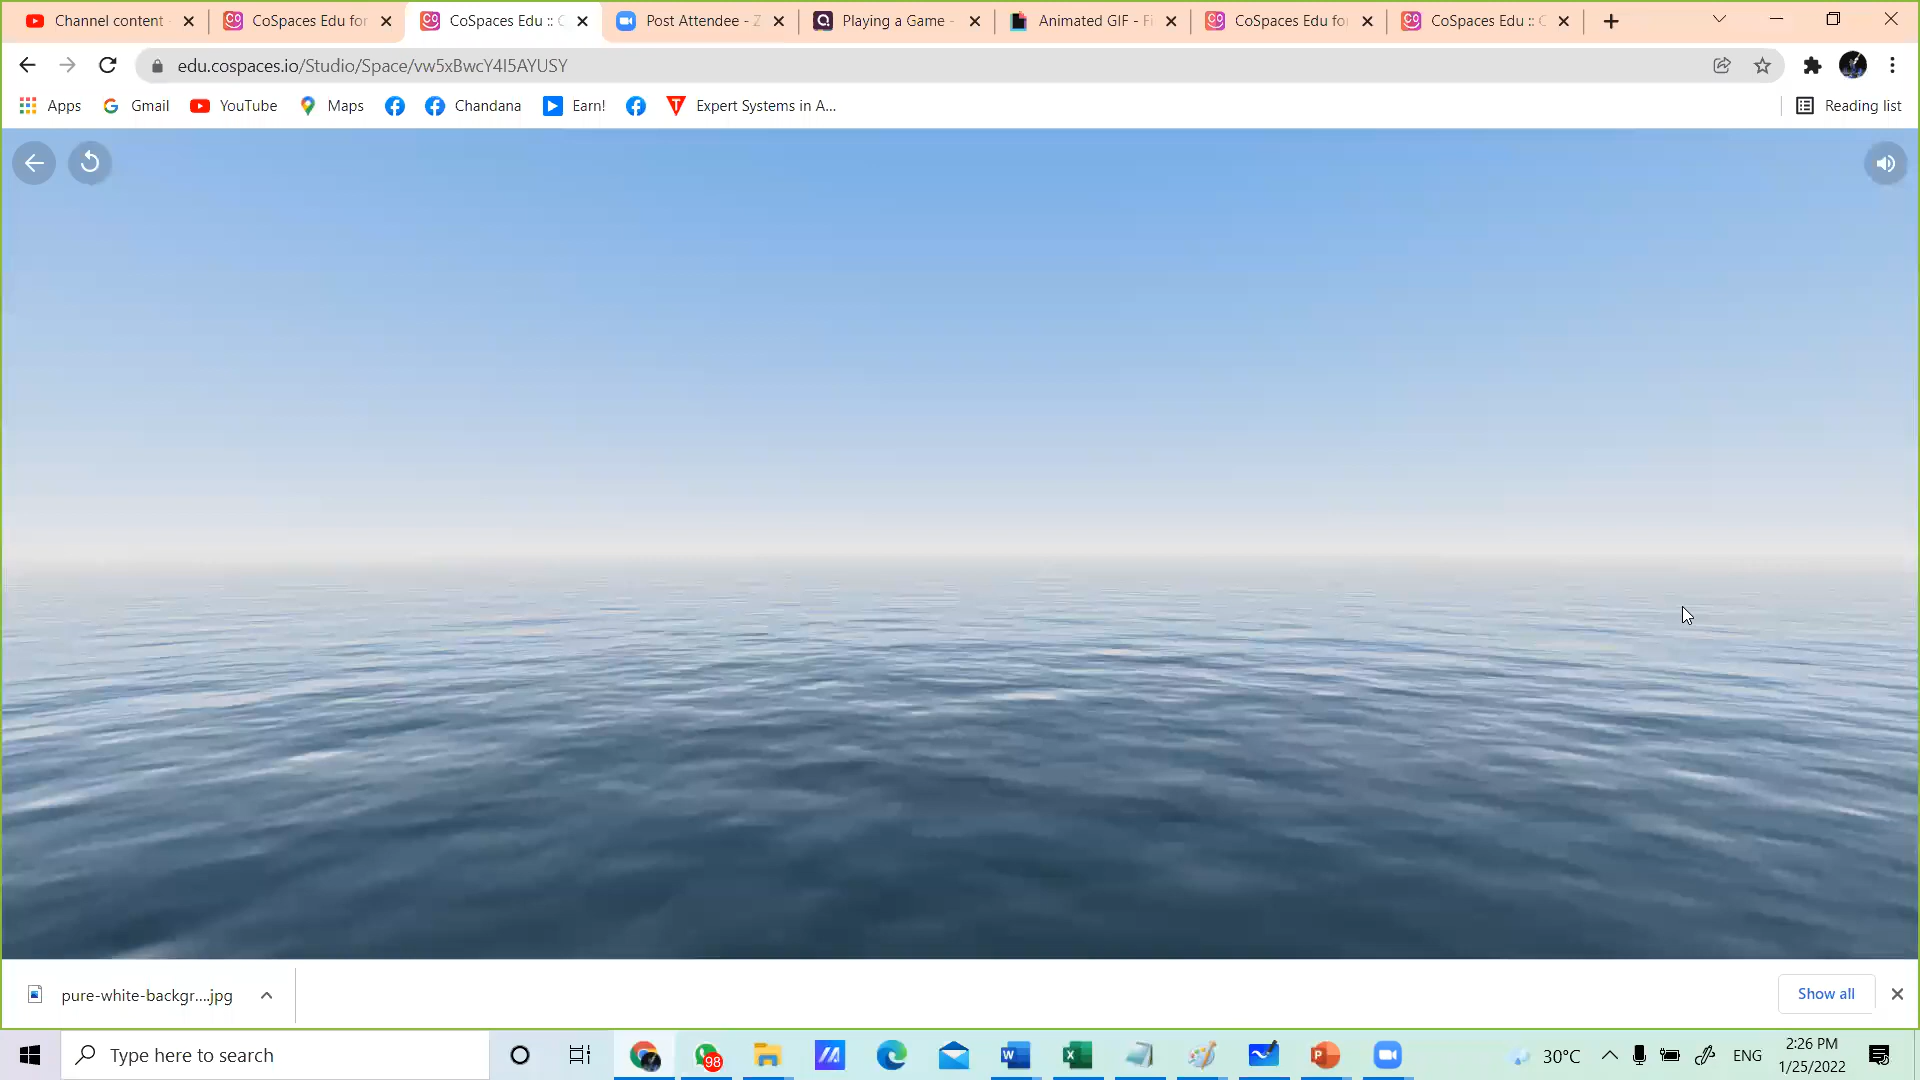 Channel content
CoSpaces Edu for
CoSpaces Edu :: C
Post Attendee - Z
Playing a Game -
Animated GIF - Fi
CoSpaces Edu fo
CoSpaces Edu :: C
edu.cospaces.io/Studio/Space/vw5xBwcY4I5AYUSY
Apps
Gmail
YouTube
Maps
Chandana
Earn!
Expert Systems in A...
Reading list
pure-white-backgr....jpg
Show all
Type here to search
98
30°C
ENG
2:26 PM
1/25/2022